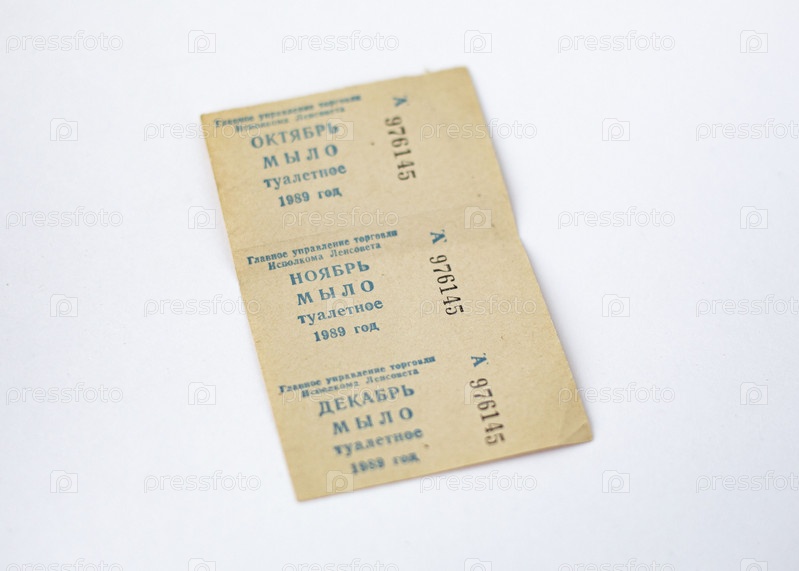 Главное управление торговли
Исполкома Ленсовета
ОКТЯБРЬ
МЫЛО
туалетное
1989 год
А 976145
Главное управление торговли
Исполкома Ленсовета
НОЯБРЬ
МЫЛО
туалетное
1989 год
А 976145
Главное управление торговли
Исполкома Ленсовета
ДЕКАБРЬ
МЫЛО
туалетное
1989 год
А 976145
pressfoto